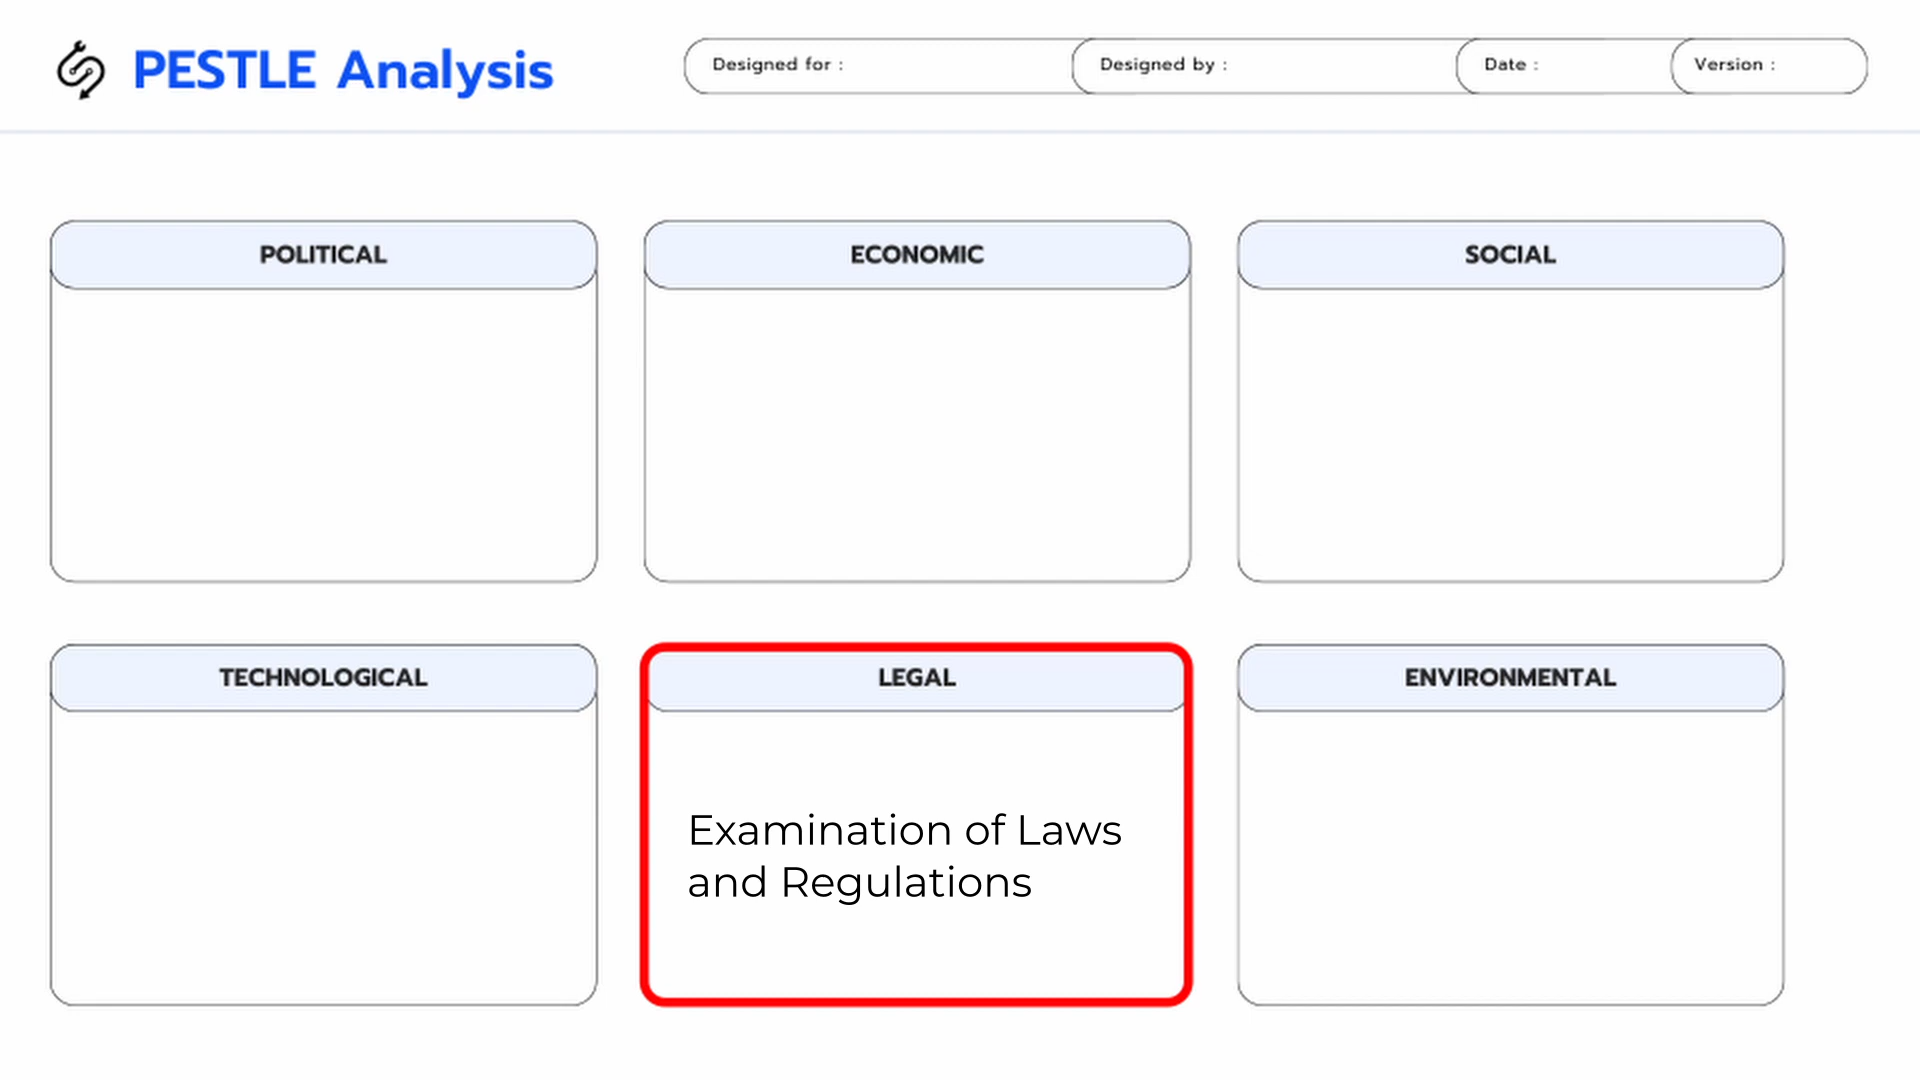 PESTLE Analysis
Designed for :
Designed by :
Date :
Version :
POLITICAL
ECONOMIC
SOCIAL
TECHNOLOGICAL
LEGAL
ENVIRONMENTAL
Examination of Laws
and Regulations